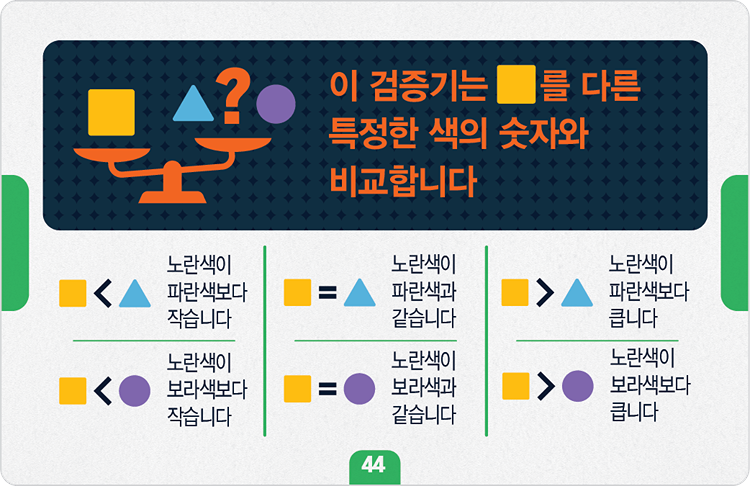 ?
이 검증기는 를 다른
특정한 색의 숫자와
비교합니다
노란색이
파란색보다
작습니다
<
노란색이
파란색과
같습니다
=
노란색이
파란색보다
큽니다
>
노란색이
보라색보다
작습니다
<
노란색이
보라색과
같습니다
=
노란색이
보라색보다
큽니다
>
44